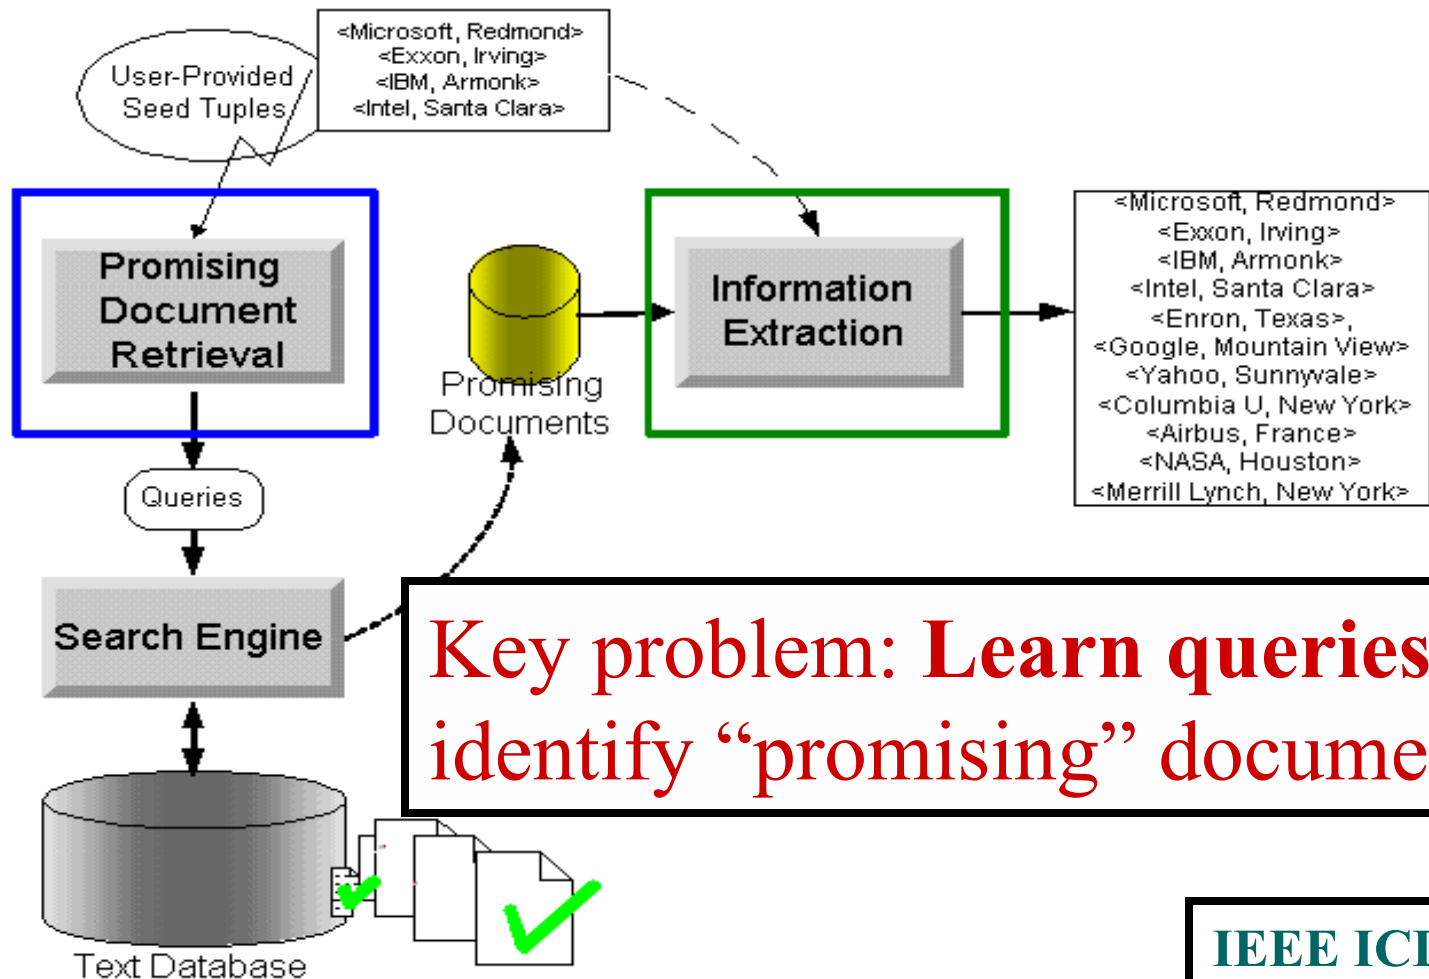 <Microsoft, Redmond>
<Exxon, Irving>
<IBM, Armonk>
<Intel, Santa Clara>
User-Provided
Seed Tuples
Promising
Document
Retrieval
Promising
Documents
Information
Extraction
<Microsoft, Redmond>
<Exxon, Irving>
<IBM, Armonk>
<Intel, Santa Clara>
<Enron, Texas>,
<Google, Mountain View>
<Yahoo, Sunnyvale>
<Columbia U, New York>
<Airbus, France>
<NASA, Houston>
<Merrill Lynch, New York>
Queries
Search Engine
Key problem: Learn queries
identify “promising” docume
Text Database
IEEE ICD